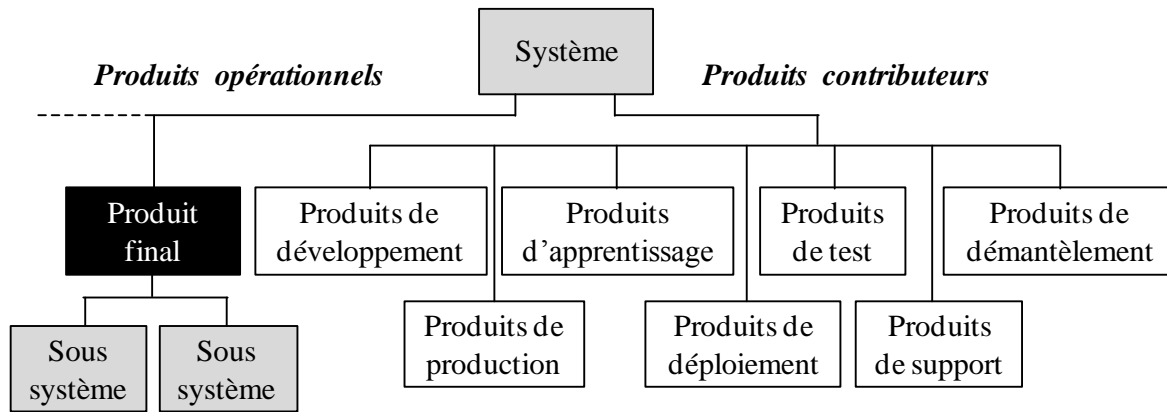 Système
Produits opérationnels
Produits contributeurs
Produit
final
Produits de
développement
Produits
d’apprentissage
Produits
de test
Produits de
démantèlement
Sous
système
Sous
système
Produits de
production
Produits de
déploiement
Produits
de support